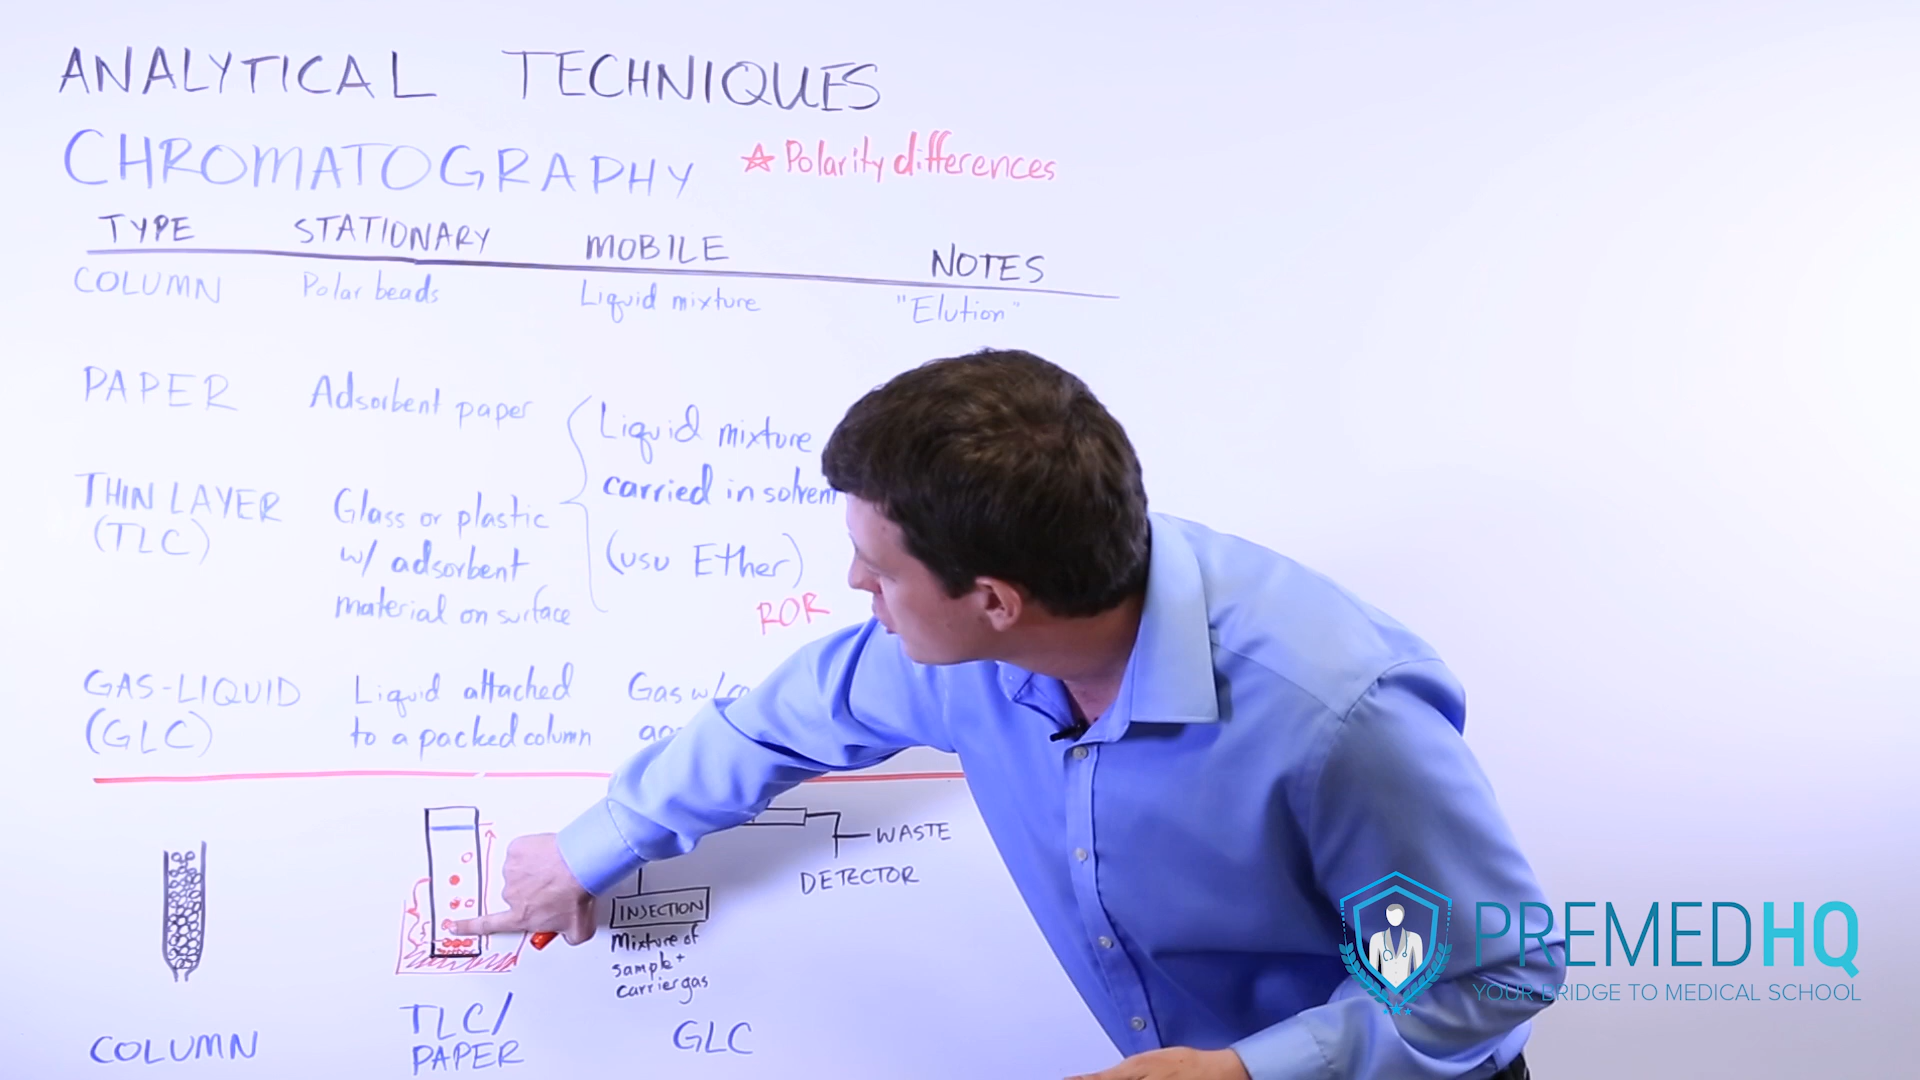 ANALYTICAL TECHNIQUES
CHROMATOGRAPHY ☆ Polarity differences
TYPE STATIONARY MOBILE NOTES
COLUMN Polar beads Liquid mixture "Elution"
PAPER Adsorbent paper Liquid mixture
carried in solvent
THIN LAYER Glass or plastic
(TLC) w/ adsorbent (usu Ether)
material on surface ROR
GAS-LIQUID Liquid attached Gas w/
(GLC) to a packed column
WASTE
DETECTOR
INJECTION
Mixture of
sample +
carrier gas
COLUMN
TLC/
PAPER
GLC
PREMEDHQ
YOUR BRIDGE TO MEDICAL SCHOOL